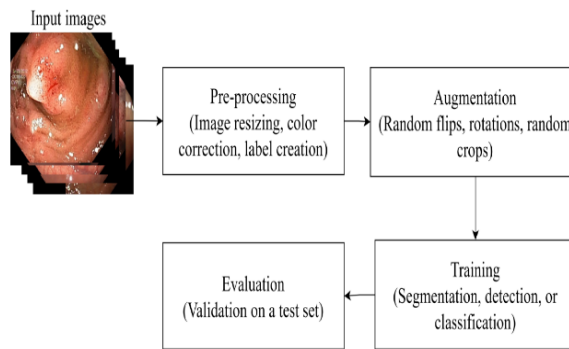 Input images
Pre-processing
(Image resizing, color
correction, label creation)
Augmentation
(Random flips, rotations, random
crops)
Evaluation
(Validation on a test set)
Training
(Segmentation, detection, or
classification)